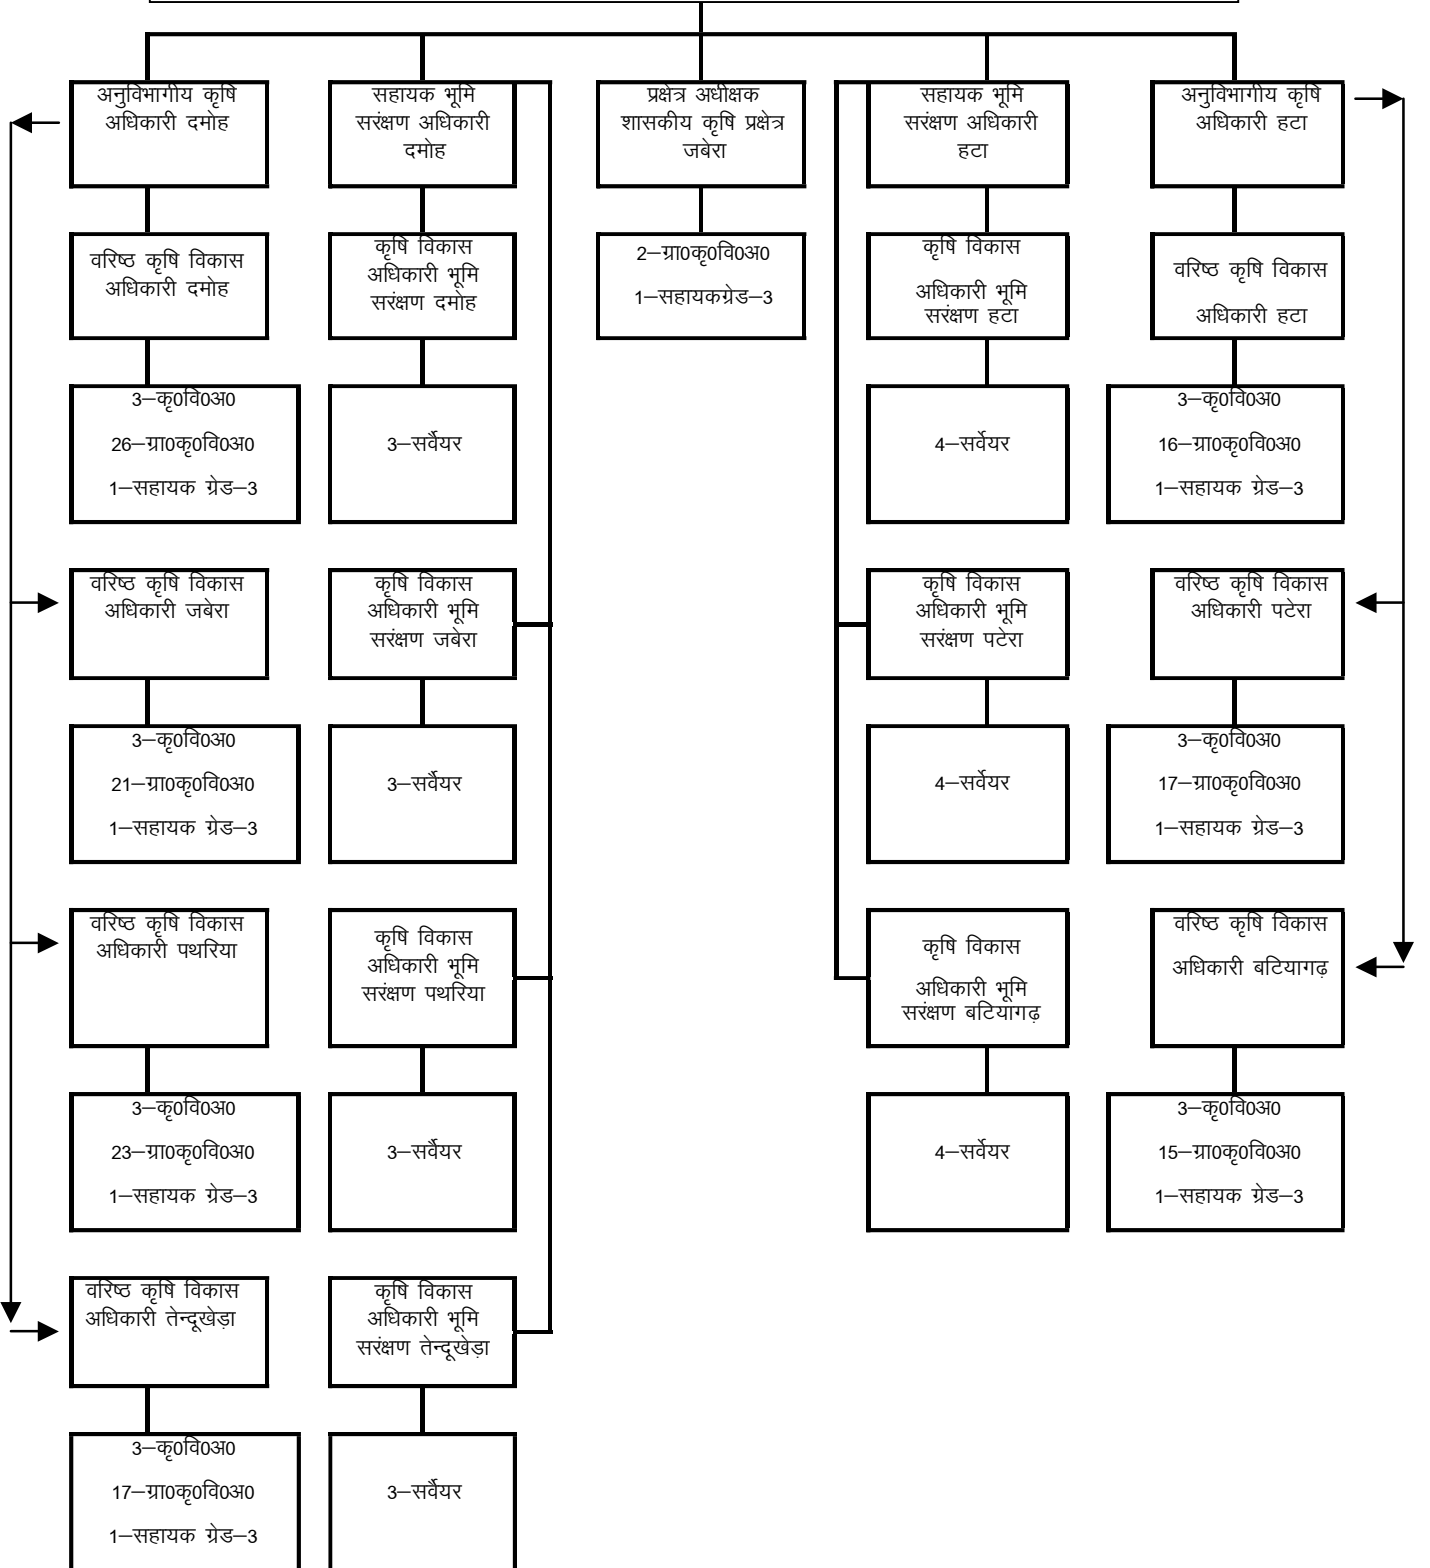 अनुविभागीय कृषि
अधिकारी दमोह
सहायक भूमि
सरंक्षण अधिकारी
दमोह
प्रक्षेत्र अधीक्षक
शासकीय कृषि प्रक्षेत्र
जबेरा
सहायक भूमि
सरंक्षण अधिकारी
हटा
अनुविभागीय कृषि
अधिकारी हटा
वरिष्ठ कृषि विकास
अधिकारी दमोह
कृषि विकास
अधिकारी भूमि
सरंक्षण दमोह
2–ग्रा0कृ0वि0अ0
1–सहायकग्रेड–3
कृषि विकास
अधिकारी भूमि
सरंक्षण हटा
वरिष्ठ कृषि विकास
अधिकारी हटा
3–कृ0वि0अ0
26–ग्रा0कृ0वि0अ0
1–सहायक ग्रेड–3
3–सर्वैयर
4–सर्वेयर
3–कृ0वि0अ0
16–ग्रा0कृ0वि0अ0
1–सहायक ग्रेड–3
वरिष्ठ कृषि विकास
अधिकारी जबेरा
कृषि विकास
अधिकारी भूमि
सरंक्षण जबेरा
कृषि विकास
अधिकारी भूमि
सरंक्षण पटेरा
वरिष्ठ कृषि विकास
अधिकारी पटेरा
3–कृ0वि0अ0
21–ग्रा0कृ0वि0अ0
1–सहायक ग्रेड–3
3–सर्वैयर
4–सर्वेयर
3–कृ0वि0अ0
17–ग्रा0कृ0वि0अ0
1–सहायक ग्रेड–3
वरिष्ठ कृषि विकास
अधिकारी पथरिया
कृषि विकास
अधिकारी भूमि
सरंक्षण पथरिया
कृषि विकास
अधिकारी भूमि
सरंक्षण बटियागढ़
वरिष्ठ कृषि विकास
अधिकारी बटियागढ़
3–कृ0वि0अ0
23–ग्रा0कृ0वि0अ0
1–सहायक ग्रेड–3
3–सर्वैयर
4–सर्वेयर
3–कृ0वि0अ0
15–ग्रा0कृ0वि0अ0
1–सहायक ग्रेड–3
वरिष्ठ कृषि विकास
अधिकारी तेन्दूखेड़ा
कृषि विकास
अधिकारी भूमि
सरंक्षण तेन्दूखेड़ा
3–कृ0वि0अ0
17–ग्रा0कृ0वि0अ0
1–सहायक ग्रेड–3
3–सर्वैयर